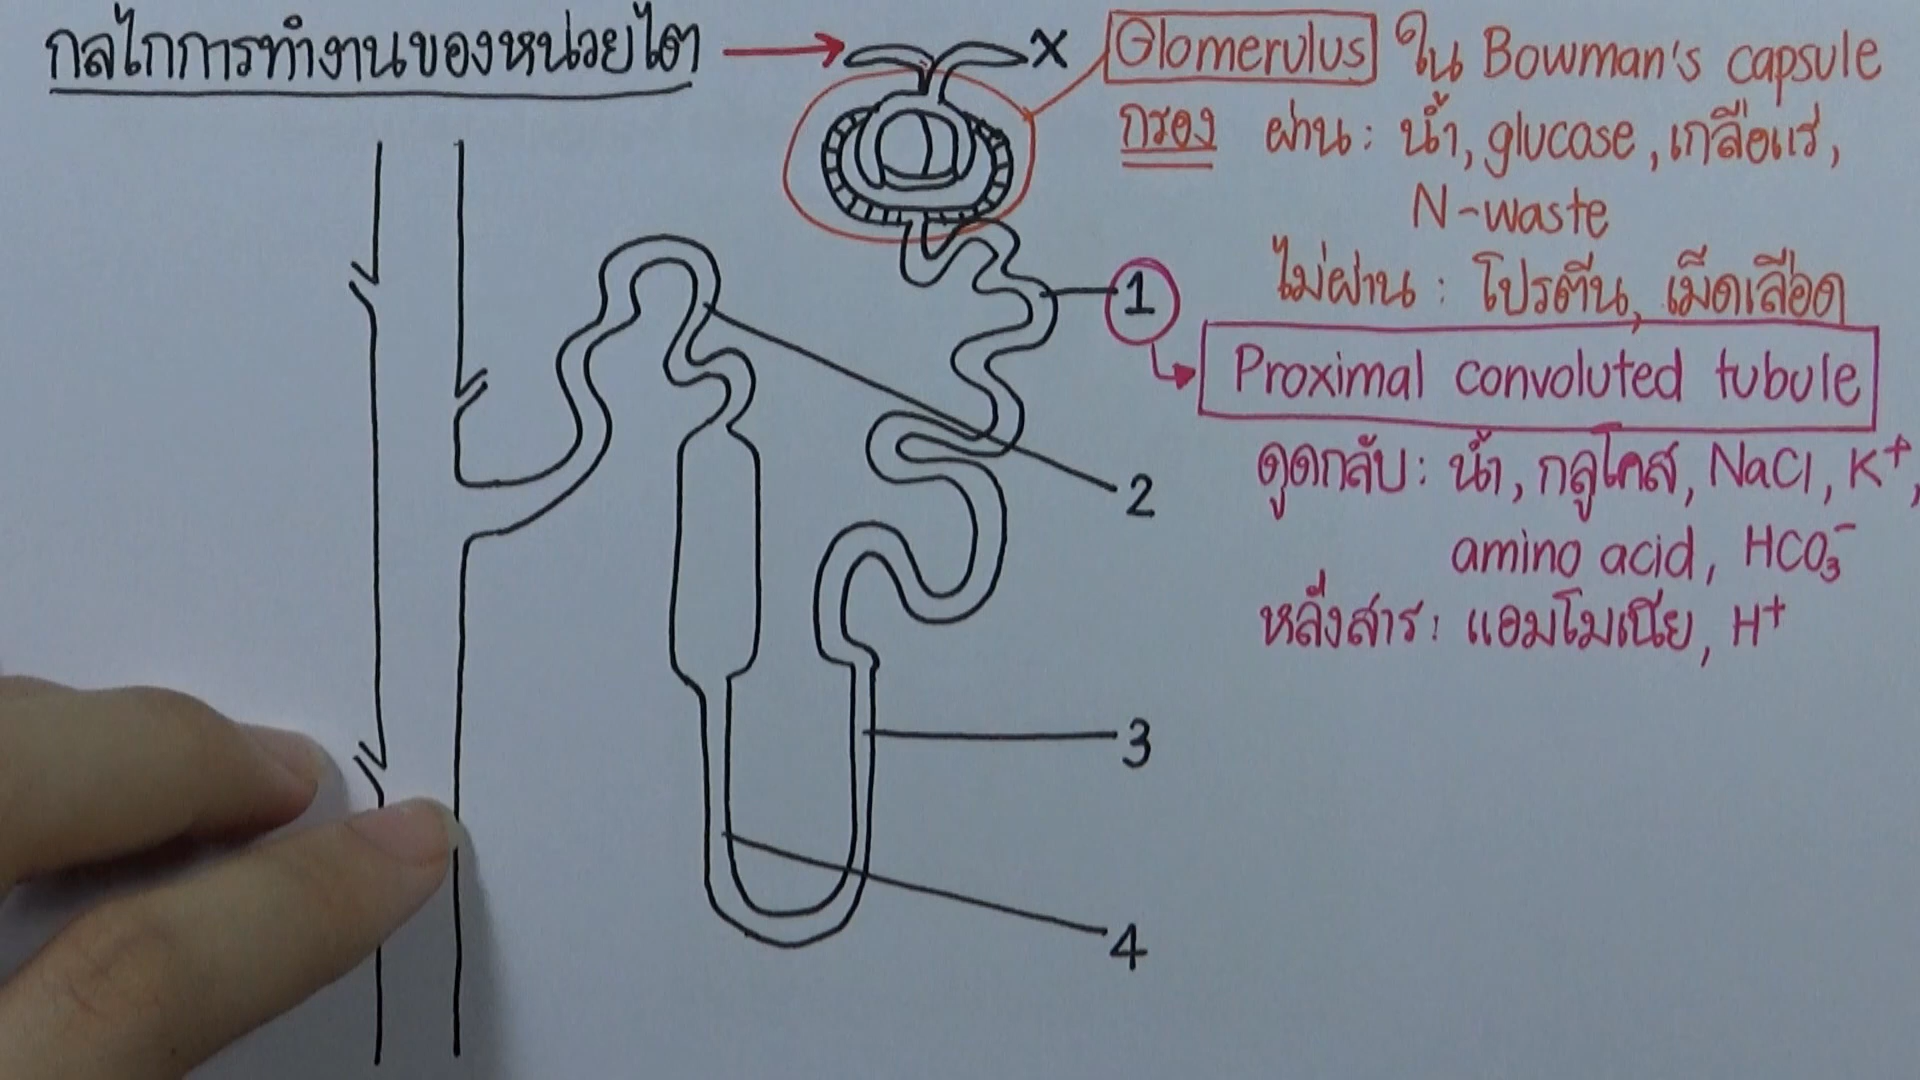 กลไกการทำงานของหน่วยไต
X
Glomerulus ใน Bowman's capsule
กรอง ผ่าน : น้ำ, glucose, เกลือแร่,
N-waste
ไม่ผ่าน : โปรตีน, เม็ดเลือด
1
Proximal convoluted tubule
ดูดกลับ : น้ำ, กลูโคส, NaCl, K⁺,
amino acid, HCO₃⁻
หลั่งสาร : แอมโมเนีย, H⁺
2
3
4